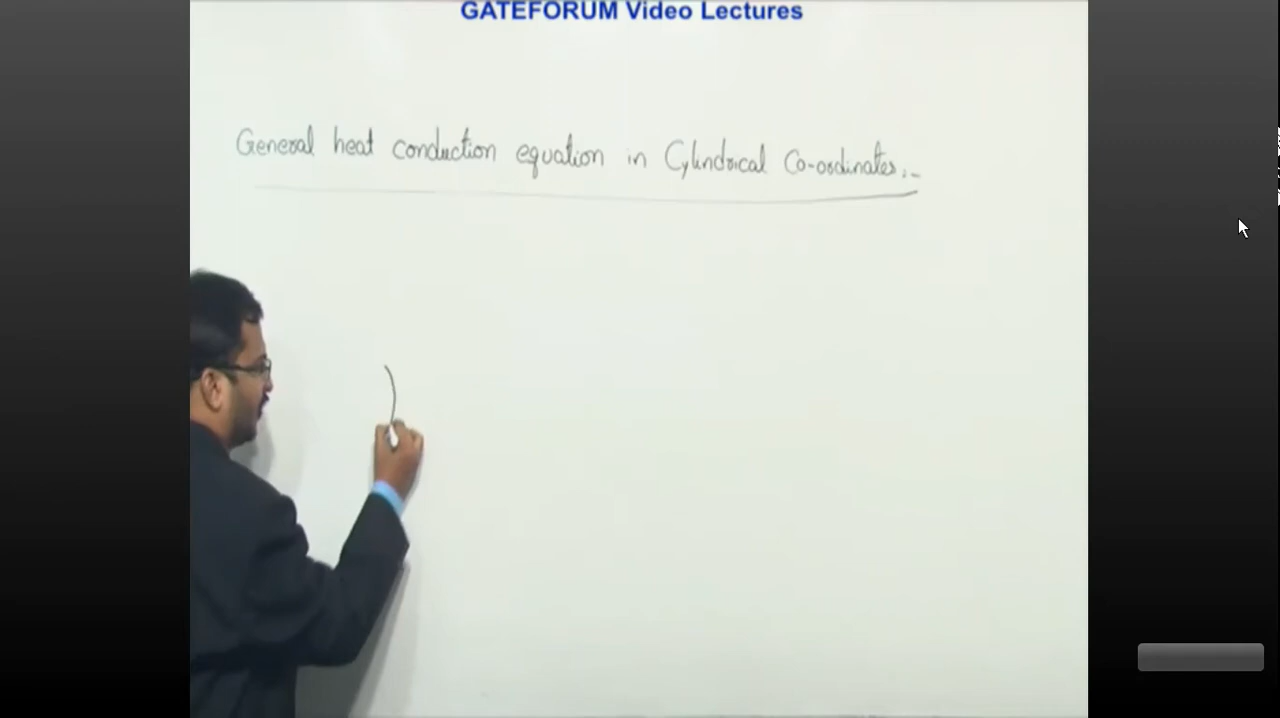 GATEFORUM Video Lectures
General heat conduction equation in Cylindrical Co-ordinates:-